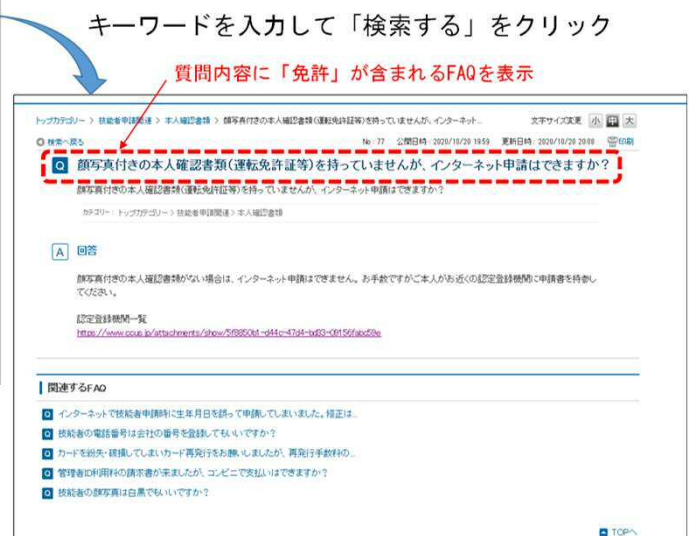 キーワードを入力して「検索する」をクリック
質問内容に「免許」が含まれるFAQを表示
トップカテゴリー > 技能者申請関連 > 本人確認書類 > 顔写真付きの本人確認書類(運転免許証等)を持っていませんが、インターネット...
文字サイズ変更 小 中 大
検索へ戻る
No : 77 公開日時 : 2020/10/20 19:59 更新日時 : 2020/10/20 20:08 印刷
Q 顔写真付きの本人確認書類(運転免許証等)を持っていませんが、インターネット申請はできますか?
顔写真付きの本人確認書類(運転免許証等)を持っていませんが、インターネット申請はできますか?
カテゴリー : トップカテゴリー > 技能者申請関連 > 本人確認書類
A 回答
顔写真付きの本人確認書類がない場合は、インターネット申請はできません。お手数ですがご本人がお近くの認定登録機関に申請書を持参し
てください。
認定登録機関一覧
https://www.ccus.jp/attachments/show/5f8850b1-d44c-47d4-bd33-09156fabd59e
関連するFAQ
Q インターネットで技能者申請時に生年月日を誤って申請してしまいました。修正は...
Q 技能者の電話番号は会社の番号を登録してもいいですか?
Q カードを紛失・破損してしまいカード再発行をお願いしましたが、再発行手数料の...
Q 管理者ID利用料の請求書が来ましたが、コンビニで支払いはできますか?
Q 技能者の顔写真は白黒でもいいですか?
TOPへ